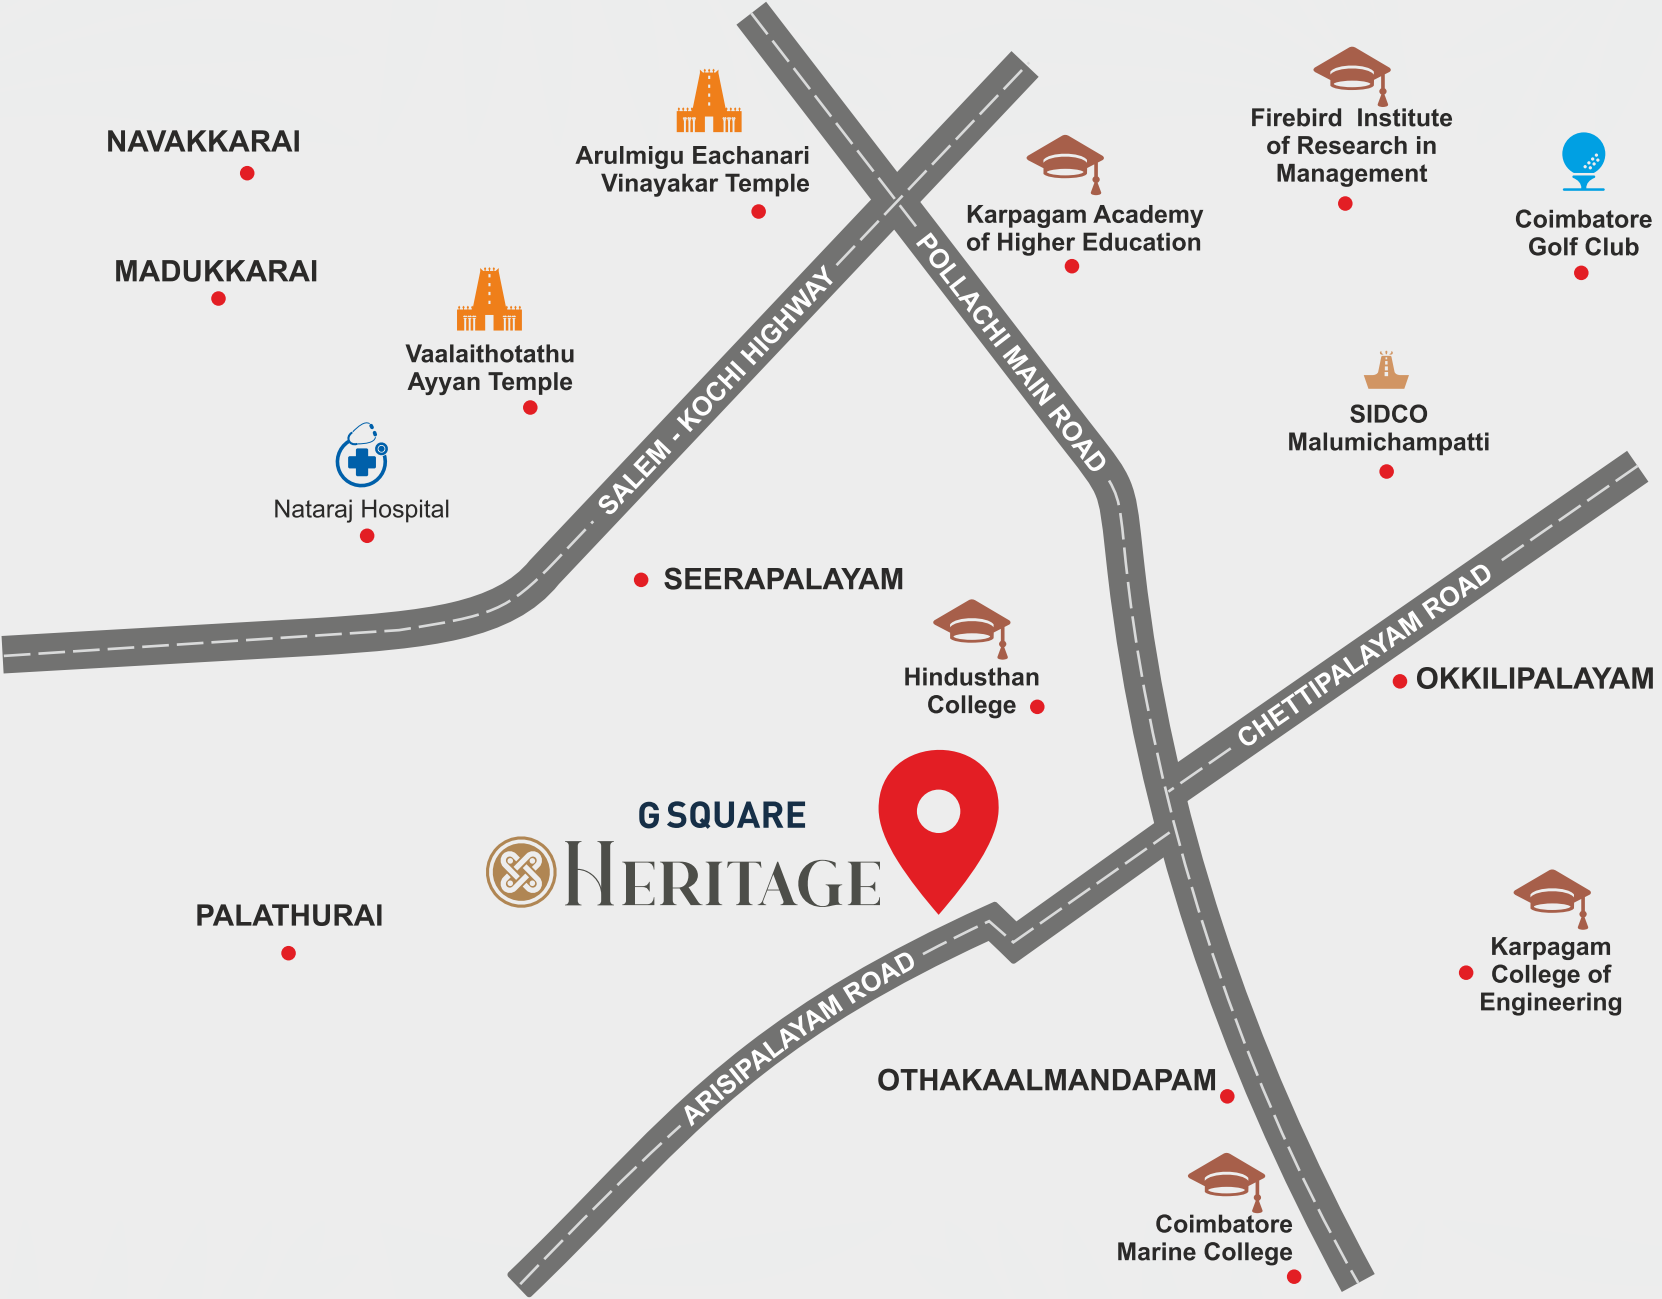 NAVAKKARAI
Arulmigu Eachanari
Vinayakar Temple
Firebird Institute
of Research in
Management
Karpagam Academy
of Higher Education
Coimbatore
Golf Club
MADUKKARAI
Vaalaithotathu
Ayyan Temple
SALEM - KOCHI HIGHWAY
POLLACHI MAIN ROAD
SIDCO
Malumichampatti
Nataraj Hospital
SEERAPALAYAM
Hindusthan
College
CHETTIPALAYAM ROAD
OKKILIPALAYAM
G SQUARE
HERITAGE
PALATHURAI
ARISIPALAYAM ROAD
Karpagam
College of
Engineering
OTHAKAALMANDAPAM
Coimbatore
Marine College